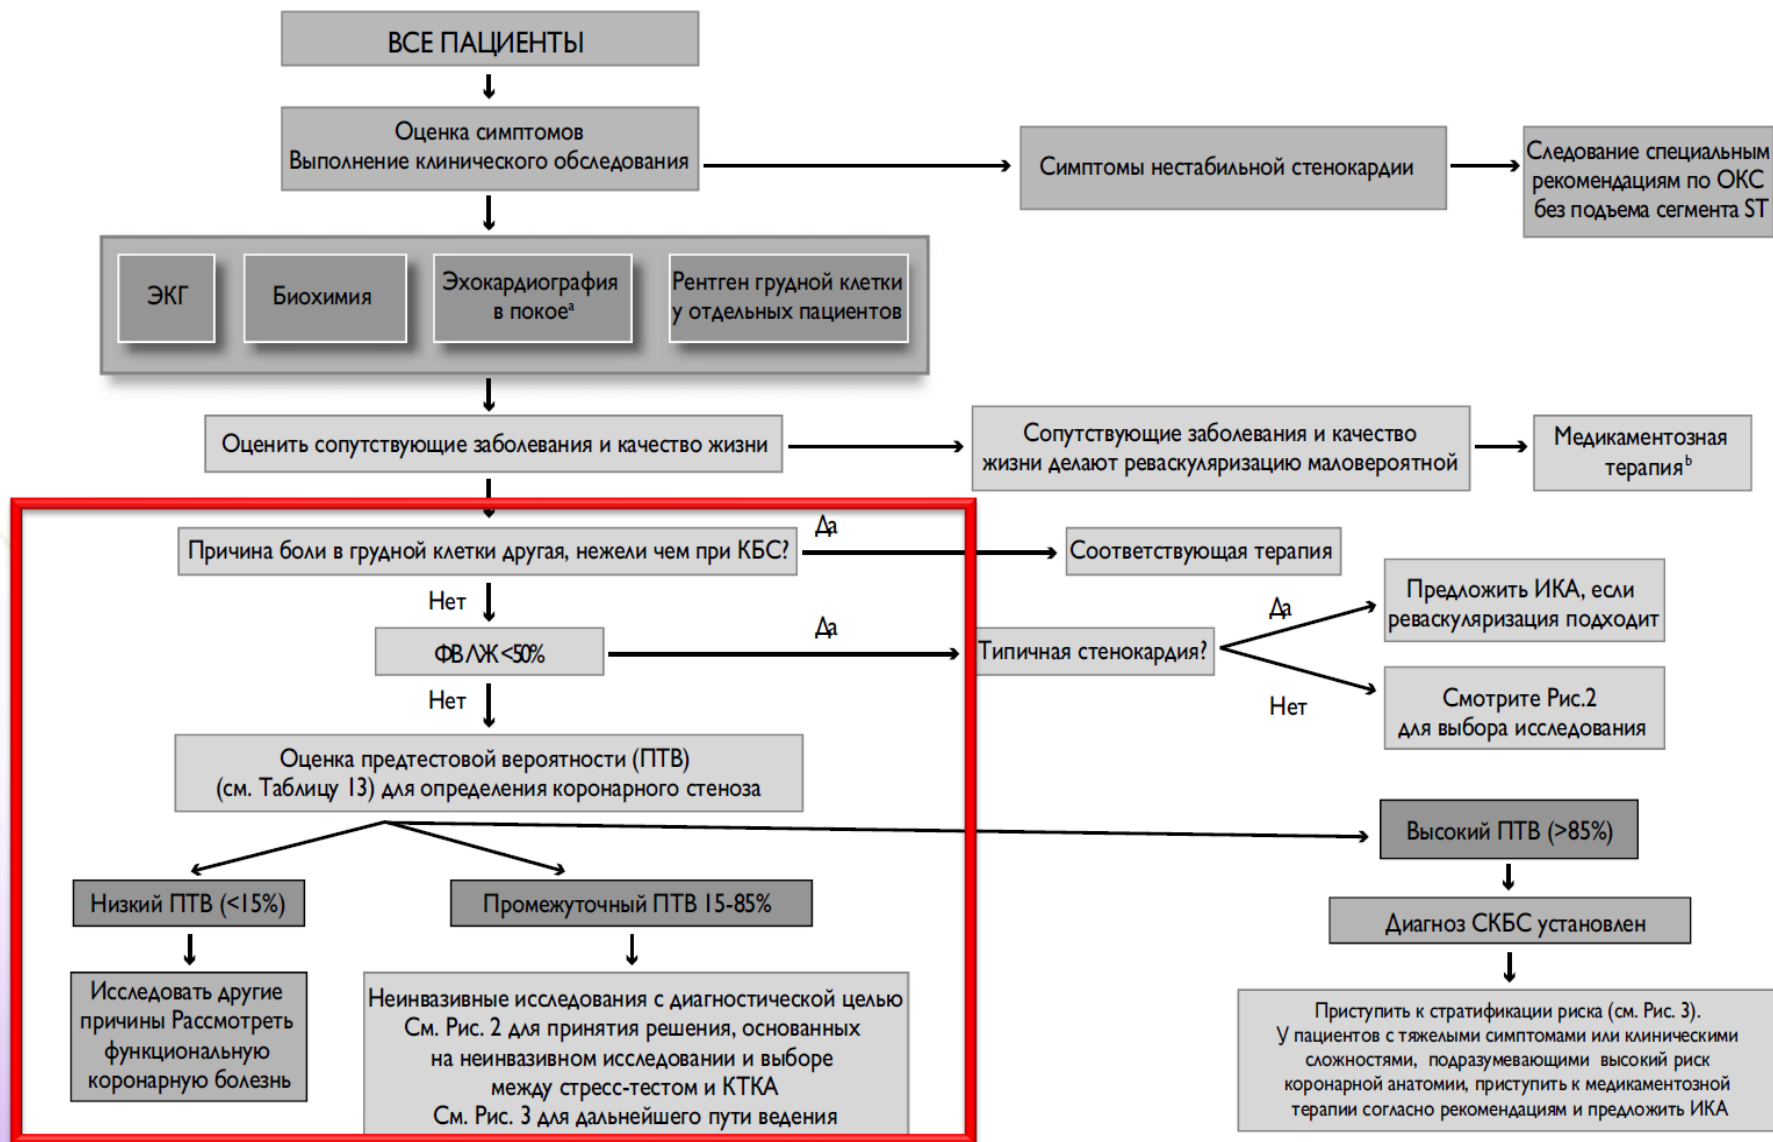 ВСЕ ПАЦИЕНТЫ
Оценка симптомов
Выполнение клинического обследования
Симптомы нестабильной стенокардии
Следование специальным
рекомендациям по ОКС
без подъема сегмента ST
ЭКГ
Биохимия
Эхокардиография
в покоеᵃ
Рентген грудной клетки
у отдельных пациентов
Оценить сопутствующие заболевания и качество жизни
Сопутствующие заболевания и качество
жизни делают реваскуляризацию маловероятной
Медикаментозная
терапияᵇ
Причина боли в грудной клетки другая, нежели чем при КБС?
Да
Соответствующая терапия
Нет
ФВ ЛЖ <50%
Да
Типичная стенокардия?
Да
Предложить ИКА, если
реваскуляризация подходит
Нет
Смотрите Рис.2
для выбора исследования
Нет
Оценка предтестовой вероятности (ПТВ)
(см. Таблицу 13) для определения коронарного стеноза
Низкий ПТВ (<15%)
Промежуточный ПТВ 15-85%
Высокий ПТВ (>85%)
Диагноз СКБС установлен
Исследовать другие
причины Рассмотреть
функциональную
коронарную болезнь
Неинвазивные исследования с диагностической целью
См. Рис. 2 для принятия решения, основанных
на неинвазивном исследовании и выборе
между стресс-тестом и КТКА
См. Рис. 3 для дальнейшего пути ведения
Приступить к стратификации риска (см. Рис. 3).
У пациентов с тяжелыми симптомами или клиническими
сложностями, подразумевающими высокий риск
коронарной анатомии, приступить к медикаментозной
терапии согласно рекомендациям и предложить ИКА